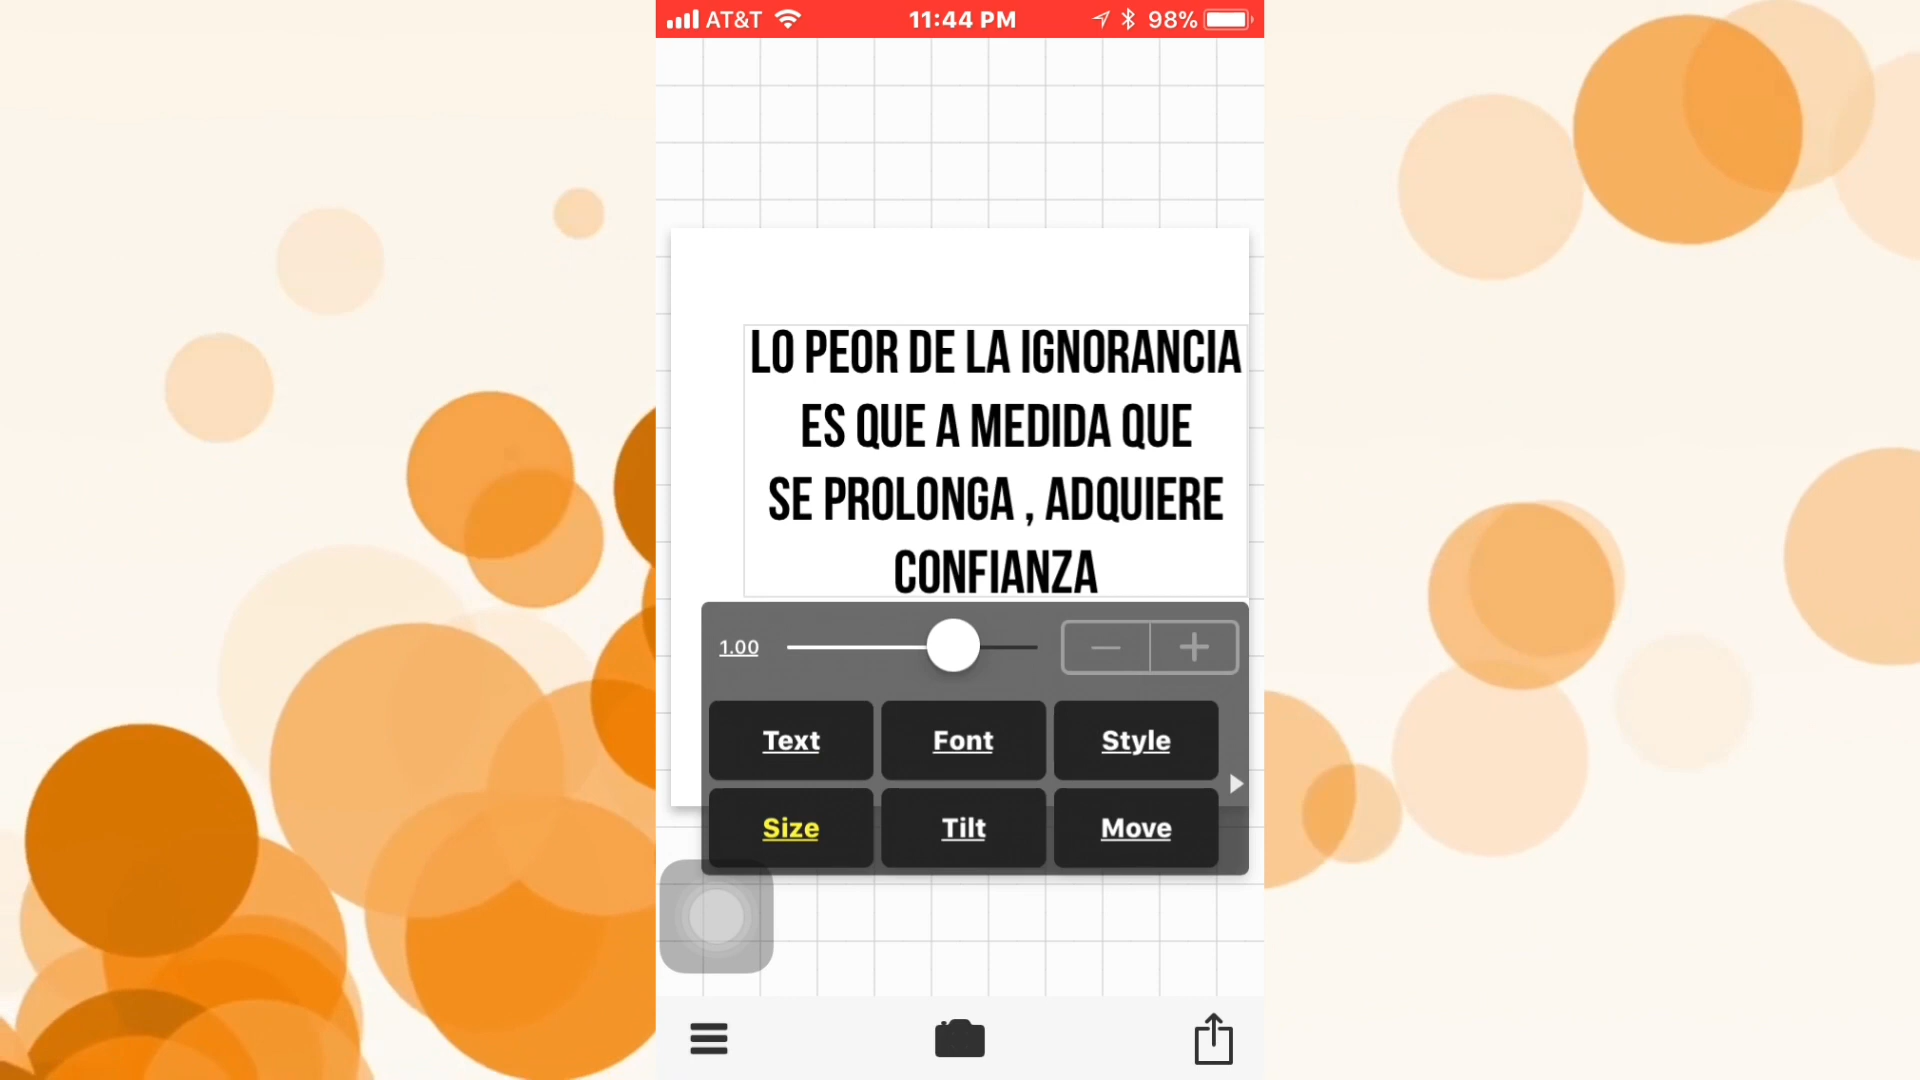 AT&T 11:44 PM 98%
LO PEOR DE LA IGNORANCIA
ES QUE A MEDIDA QUE
SE PROLONGA , ADQUIERE
CONFIANZA
1.00
Text Font Style
Size Tilt Move